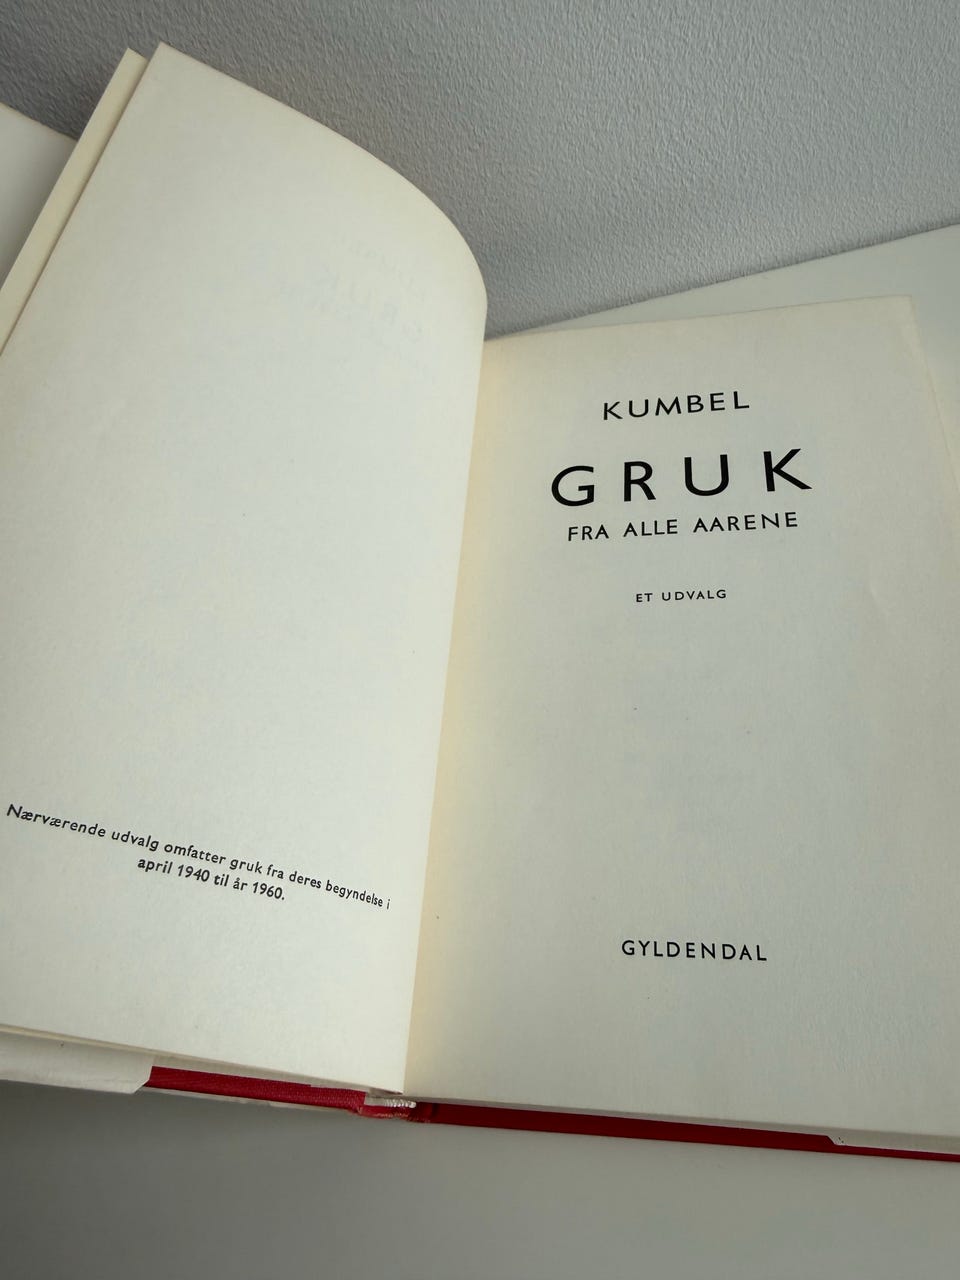 Nærværende udvalg omfatter gruk fra deres begyndelse i
april 1940 til år 1960.
KUMBEL
GRUK
FRA ALLE AARENE
ET UDVALG
GYLDENDAL